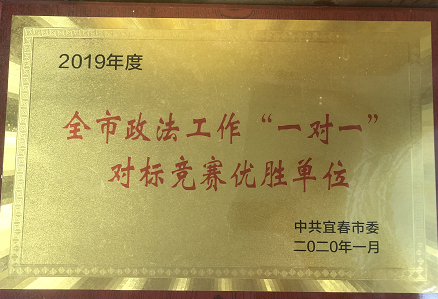 2019年度
全市政法工作“一对一”
对标竞赛优胜单位
中共宜春市委
二〇二〇年一月